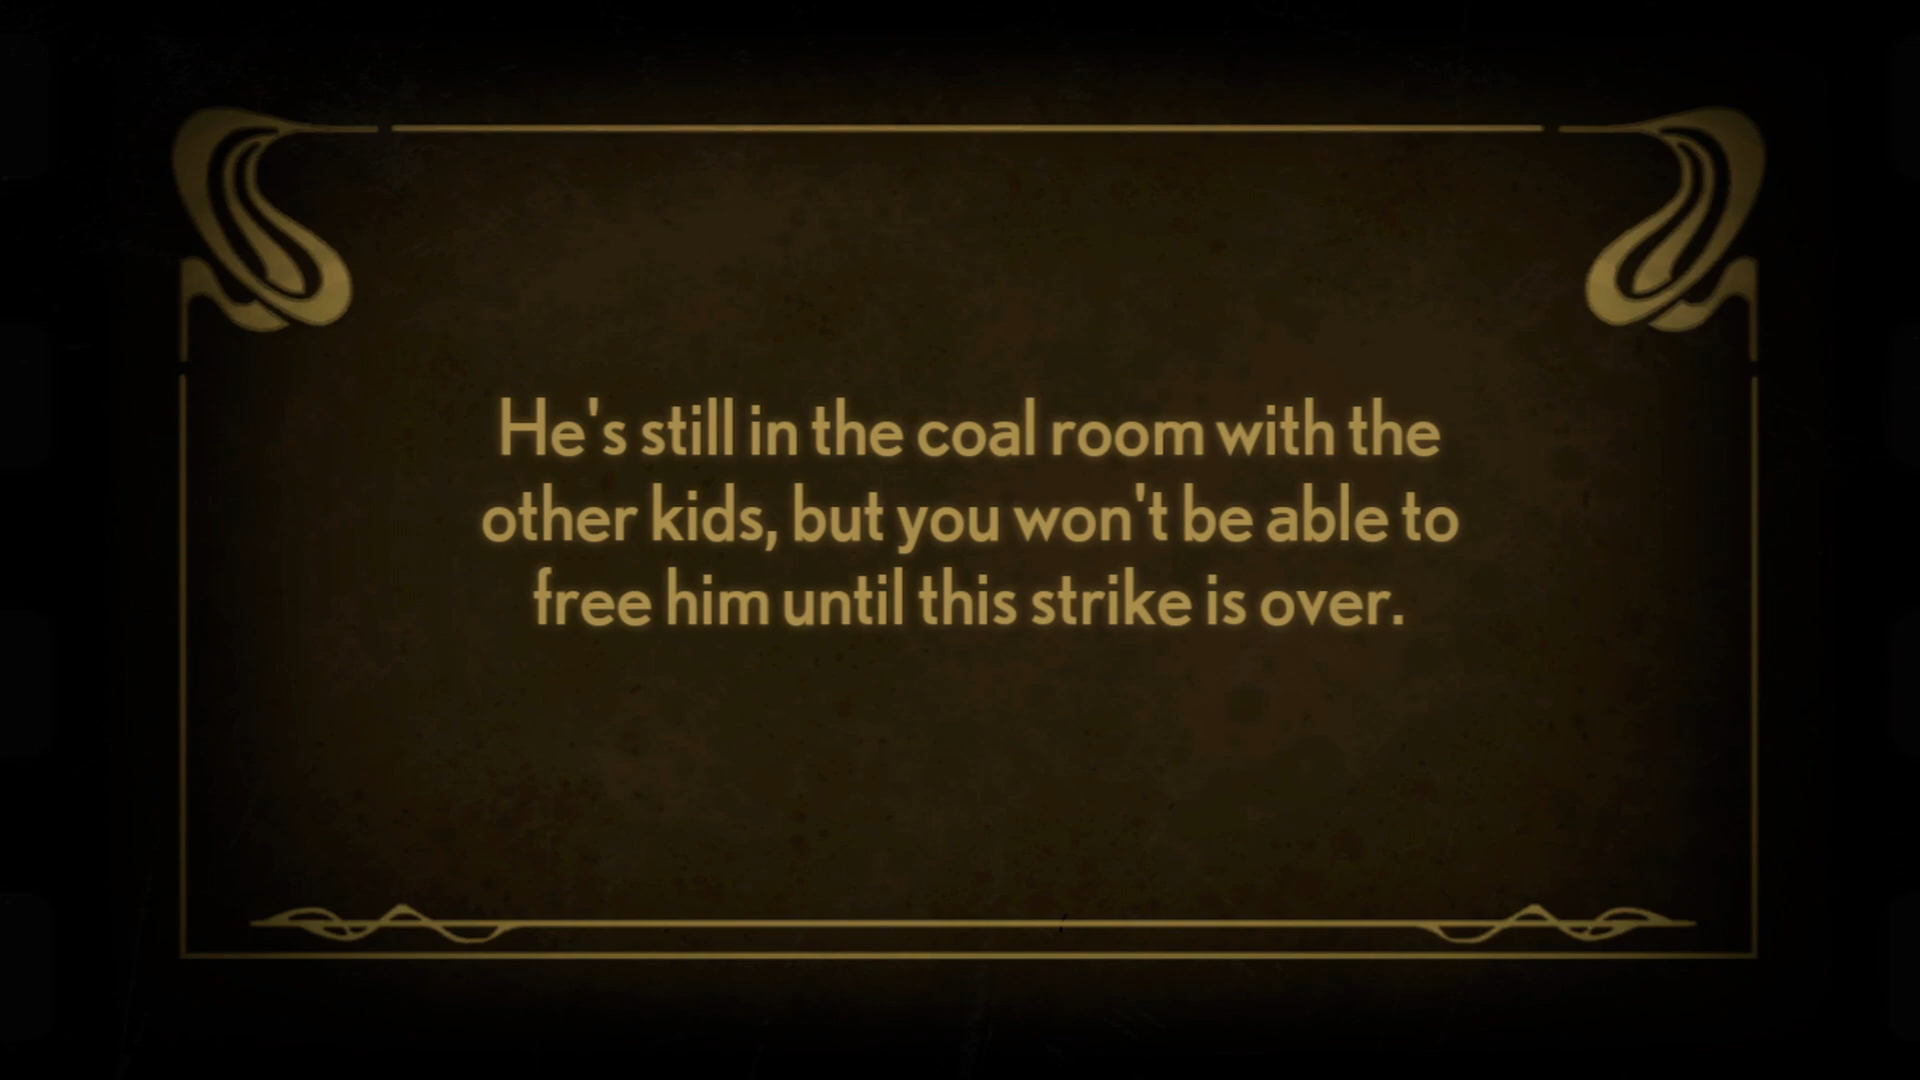 He's still in the coal room with the
other kids, but you won't be able to
free him until this strike is over.